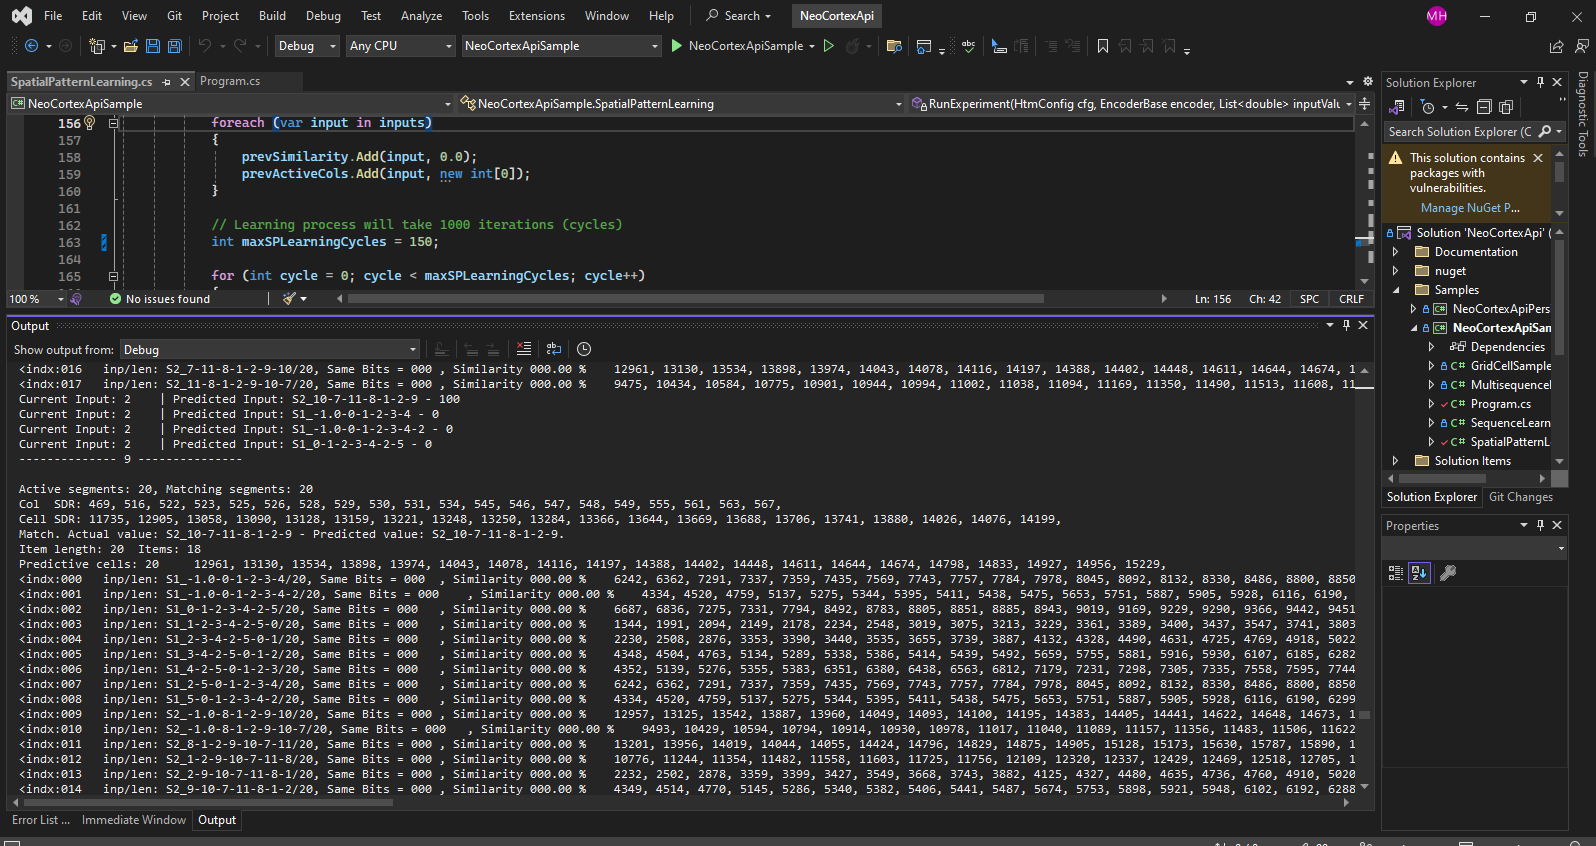 File Edit View Git Project Build Debug Test Analyze Tools Extensions Window Help Search NeoCortexApi MH
Debug Any CPU NeoCortexApiSample NeoCortexApiSample
SpatialPatternLearning.cs Program.cs
NeoCortexApiSample NeoCortexApiSample.SpatialPatternLearning RunExperiment(HtmConfig cfg, EncoderBase encoder, List<double> inputValu
156 foreach (var input in inputs)
157 {
158 prevSimilarity.Add(input, 0.0);
159 prevActiveCols.Add(input, new int[0]);
160 }
161
162 // Learning process will take 1000 iterations (cycles)
163 int maxSPLearningCycles = 150;
164
165 for (int cycle = 0; cycle < maxSPLearningCycles; cycle++)
100 % No issues found Ln: 156 Ch: 42 SPC CRLF
Output
Show output from: Debug
<indx:016 inp/len: S2_7-11-8-1-2-9-10/20, Same Bits = 000 , Similarity 000.00 % 12961, 13130, 13534, 13898, 13974, 14043, 14078, 14116, 14197, 14388, 14402, 14448, 14611, 14644, 14674, 1
<indx:017 inp/len: S2_11-8-1-2-9-10-7/20, Same Bits = 000 , Similarity 000.00 % 9475, 10434, 10584, 10775, 10901, 10944, 10994, 11002, 11038, 11094, 11169, 11350, 11490, 11513, 11608, 11
Current Input: 2 | Predicted Input: S2_10-7-11-8-1-2-9 - 100
Current Input: 2 | Predicted Input: S1_-1.0-0-1-2-3-4 - 0
Current Input: 2 | Predicted Input: S1_-1.0-0-1-2-3-4-2 - 0
Current Input: 2 | Predicted Input: S1_0-1-2-3-4-2-5 - 0
-------------- 9 ---------------
Active segments: 20, Matching segments: 20
Col SDR: 469, 516, 522, 523, 525, 526, 528, 529, 530, 531, 534, 545, 546, 547, 548, 549, 555, 561, 563, 567,
Cell SDR: 11735, 12905, 13058, 13090, 13128, 13159, 13221, 13248, 13250, 13284, 13366, 13644, 13669, 13688, 13706, 13741, 13880, 14026, 14076, 14199,
Match. Actual value: S2_10-7-11-8-1-2-9 - Predicted value: S2_10-7-11-8-1-2-9.
Item length: 20 Items: 18
Predictive cells: 20 12961, 13130, 13534, 13898, 13974, 14043, 14078, 14116, 14197, 14388, 14402, 14448, 14611, 14644, 14674, 14798, 14833, 14927, 14956, 15229,
<indx:000 inp/len: S1_-1.0-0-1-2-3-4/20, Same Bits = 000 , Similarity 000.00 % 6242, 6362, 7291, 7337, 7359, 7435, 7569, 7743, 7757, 7784, 7978, 8045, 8092, 8132, 8330, 8486, 8800, 8850
<indx:001 inp/len: S1_-1.0-0-1-2-3-4-2/20, Same Bits = 000 , Similarity 000.00 % 4334, 4520, 4759, 5137, 5275, 5344, 5395, 5411, 5438, 5475, 5653, 5751, 5887, 5905, 5928, 6116, 6190,
<indx:002 inp/len: S1_0-1-2-3-4-2-5/20, Same Bits = 000 , Similarity 000.00 % 6687, 6836, 7275, 7331, 7794, 8492, 8783, 8805, 8851, 8885, 8943, 9019, 9169, 9229, 9290, 9366, 9442, 9451
<indx:003 inp/len: S1_1-2-3-4-2-5-0/20, Same Bits = 000 , Similarity 000.00 % 1344, 1991, 2094, 2149, 2178, 2234, 2548, 3019, 3075, 3213, 3229, 3361, 3389, 3400, 3437, 3547, 3741, 3803
<indx:004 inp/len: S1_2-3-4-2-5-0-1/20, Same Bits = 000 , Similarity 000.00 % 2230, 2508, 2876, 3353, 3390, 3440, 3535, 3655, 3739, 3887, 4132, 4328, 4490, 4631, 4725, 4769, 4918, 5022
<indx:005 inp/len: S1_3-4-2-5-0-1-2/20, Same Bits = 000 , Similarity 000.00 % 4348, 4504, 4763, 5134, 5289, 5338, 5386, 5414, 5439, 5492, 5659, 5755, 5881, 5916, 5930, 6107, 6185, 6282
<indx:006 inp/len: S1_4-2-5-0-1-2-3/20, Same Bits = 000 , Similarity 000.00 % 4352, 5139, 5276, 5355, 5383, 6351, 6380, 6438, 6563, 6812, 7179, 7231, 7298, 7305, 7335, 7558, 7595, 7744
<indx:007 inp/len: S1_2-5-0-1-2-3-4/20, Same Bits = 000 , Similarity 000.00 % 6242, 6362, 7291, 7337, 7359, 7435, 7569, 7743, 7757, 7784, 7978, 8045, 8092, 8132, 8330, 8486, 8800, 8850
<indx:008 inp/len: S1_5-0-1-2-3-4-2/20, Same Bits = 000 , Similarity 000.00 % 4334, 4520, 4759, 5137, 5275, 5344, 5395, 5411, 5438, 5475, 5653, 5751, 5887, 5905, 5928, 6116, 6190, 6299
<indx:009 inp/len: S2_-1.0-8-1-2-9-10/20, Same Bits = 000 , Similarity 000.00 % 12957, 13125, 13542, 13887, 13960, 14049, 14093, 14100, 14195, 14383, 14405, 14441, 14622, 14648, 14673, 1
<indx:010 inp/len: S2_-1.0-8-1-2-9-10-7/20, Same Bits = 000 , Similarity 000.00 % 9493, 10429, 10594, 10794, 10914, 10930, 10978, 11017, 11040, 11089, 11157, 11356, 11483, 11506, 11622
<indx:011 inp/len: S2_8-1-2-9-10-7-11/20, Same Bits = 000 , Similarity 000.00 % 13201, 13956, 14019, 14044, 14055, 14424, 14796, 14829, 14875, 14905, 15128, 15173, 15630, 15787, 15890, 1
<indx:012 inp/len: S2_1-2-9-10-7-11-8/20, Same Bits = 000 , Similarity 000.00 % 10776, 11244, 11354, 11482, 11558, 11603, 11725, 11756, 12109, 12320, 12337, 12429, 12469, 12518, 12705, 1
<indx:013 inp/len: S2_2-9-10-7-11-8-1/20, Same Bits = 000 , Similarity 000.00 % 2232, 2502, 2878, 3359, 3399, 3427, 3549, 3668, 3743, 3882, 4125, 4327, 4480, 4635, 4736, 4760, 4910, 5020
<indx:014 inp/len: S2_9-10-7-11-8-1-2/20, Same Bits = 000 , Similarity 000.00 % 4349, 4514, 4770, 5145, 5286, 5340, 5382, 5406, 5441, 5487, 5674, 5753, 5898, 5921, 5948, 6102, 6192, 6288
Error List ... Immediate Window Output
Solution Explorer
Search Solution Explorer (C
This solution contains
packages with
vulnerabilities.
Manage NuGet P...
Solution 'NeoCortexApi' (
Documentation
nuget
Samples
NeoCortexApiPers
NeoCortexApiSan
Dependencies
C# GridCellSample
C# Multisequencel
C# Program.cs
C# SequenceLearn
C# SpatialPatternL
Solution Items
Solution Explorer Git Changes
Properties
Diagnostic Tools